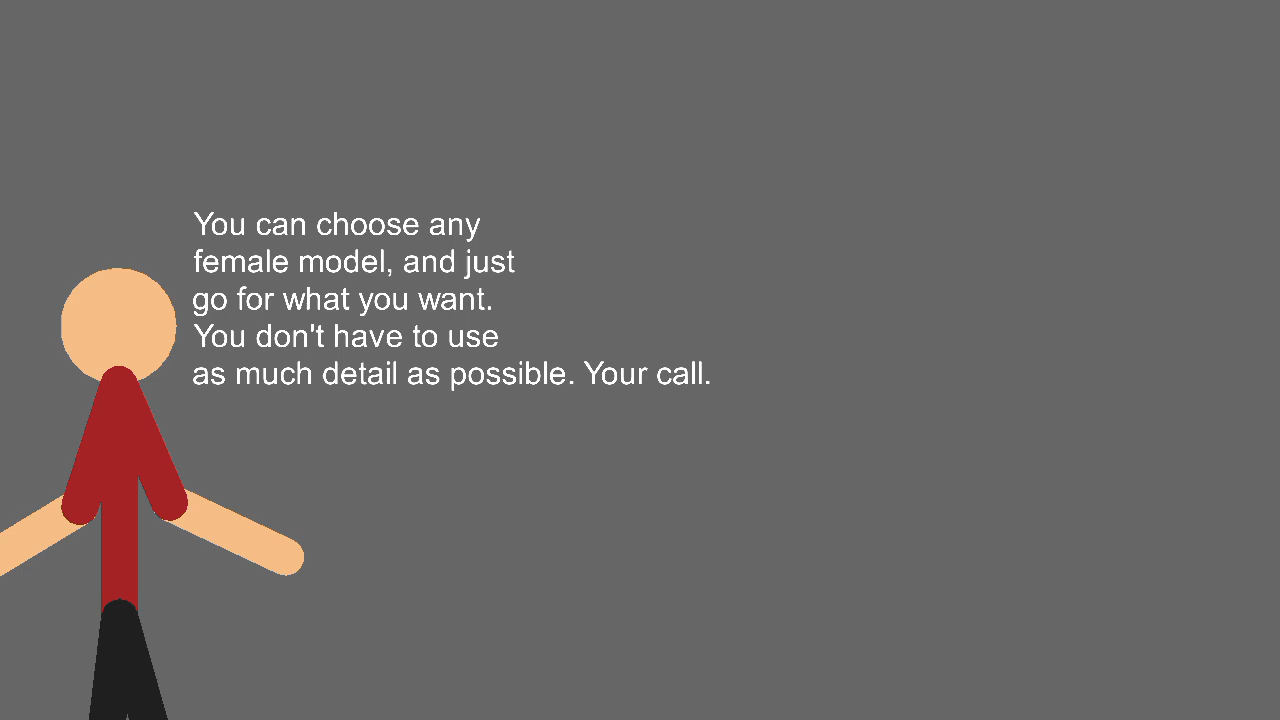 You can choose any
female model, and just
go for what you want.
You don't have to use
as much detail as possible. Your call.